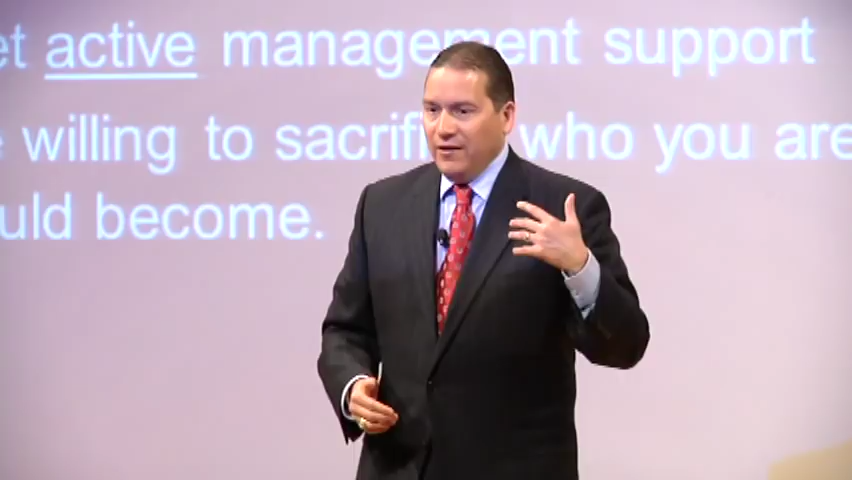 et active management support
willing to sacrifi who you are
uld become.